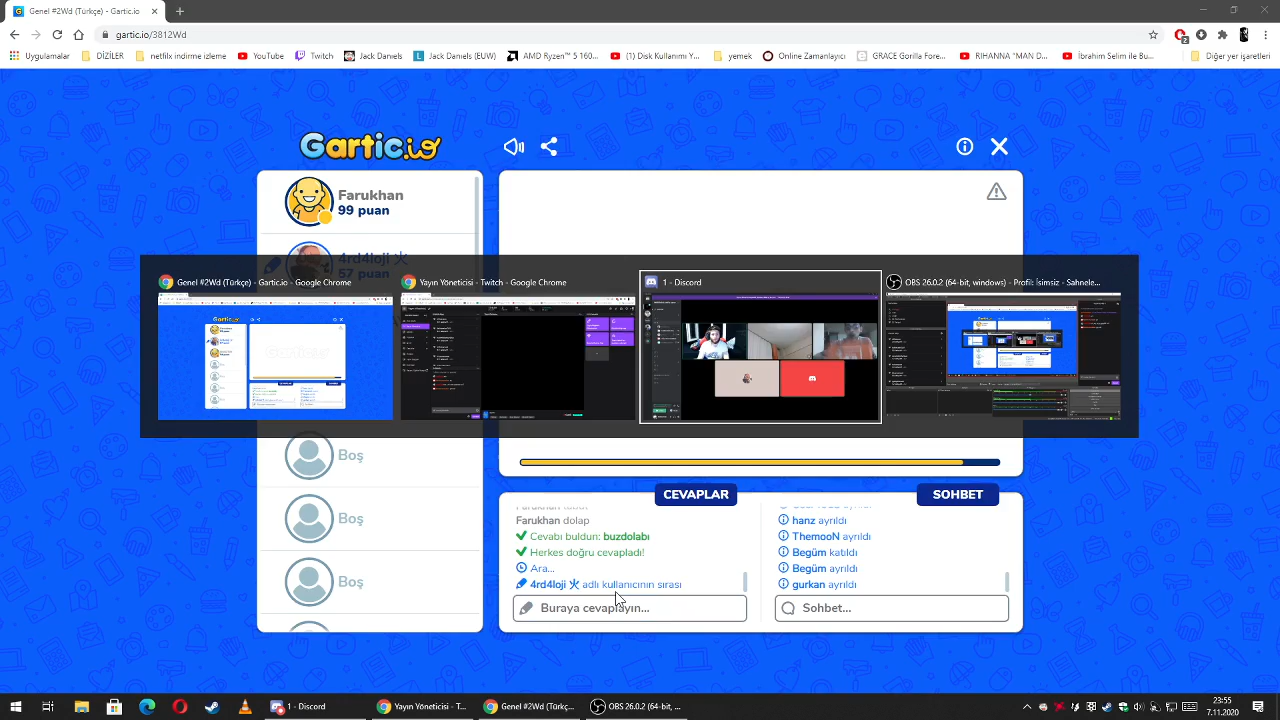 Genel #2Wd (Türkçe) - Gartic.io
gartic.io/3812Wd
Uygulamalar
DİZİLER
netfilx indirme izleme
YouTube
Twitch
Jack Daniels
Jack Daniels (EUW)
AMD Ryzen™ 5 160...
(1) Disk Kullanımı Y...
yemek
Online Zamanlayıcı
GRACE Gorilla Fore...
RIHANNA "MAN D...
İbrahim Selim ile Bu...
Diğer yer işaretleri
Gartic.io
Farukhan
99 puan
4rd4loji 火
57 puan
Genel #2Wd (Türkçe) - Gartic.io - Google Chrome
Yayın Yöneticisi - Twitch - Google Chrome
1 - Discord
OBS 26.0.2 (64-bit, windows) - Profil: İsimsiz - Sahnele...
Boş
Boş
Boş
CEVAPLAR
Farukhan dolap
Cevabı buldun: buzdolabı
Herkes doğru cevapladı!
Ara...
4rd4loji 火 adlı kullanıcının sırası
Buraya cevaplayın...
SOHBET
hanz ayrıldı
ThemooN ayrıldı
Begüm katıldı
Begüm ayrıldı
gurkan ayrıldı
Sohbet...
1 - Discord
Yayın Yöneticisi - T...
Genel #2Wd (Türkç...
OBS 26.0.2 (64-bit, ...
23:55
7.11.2020